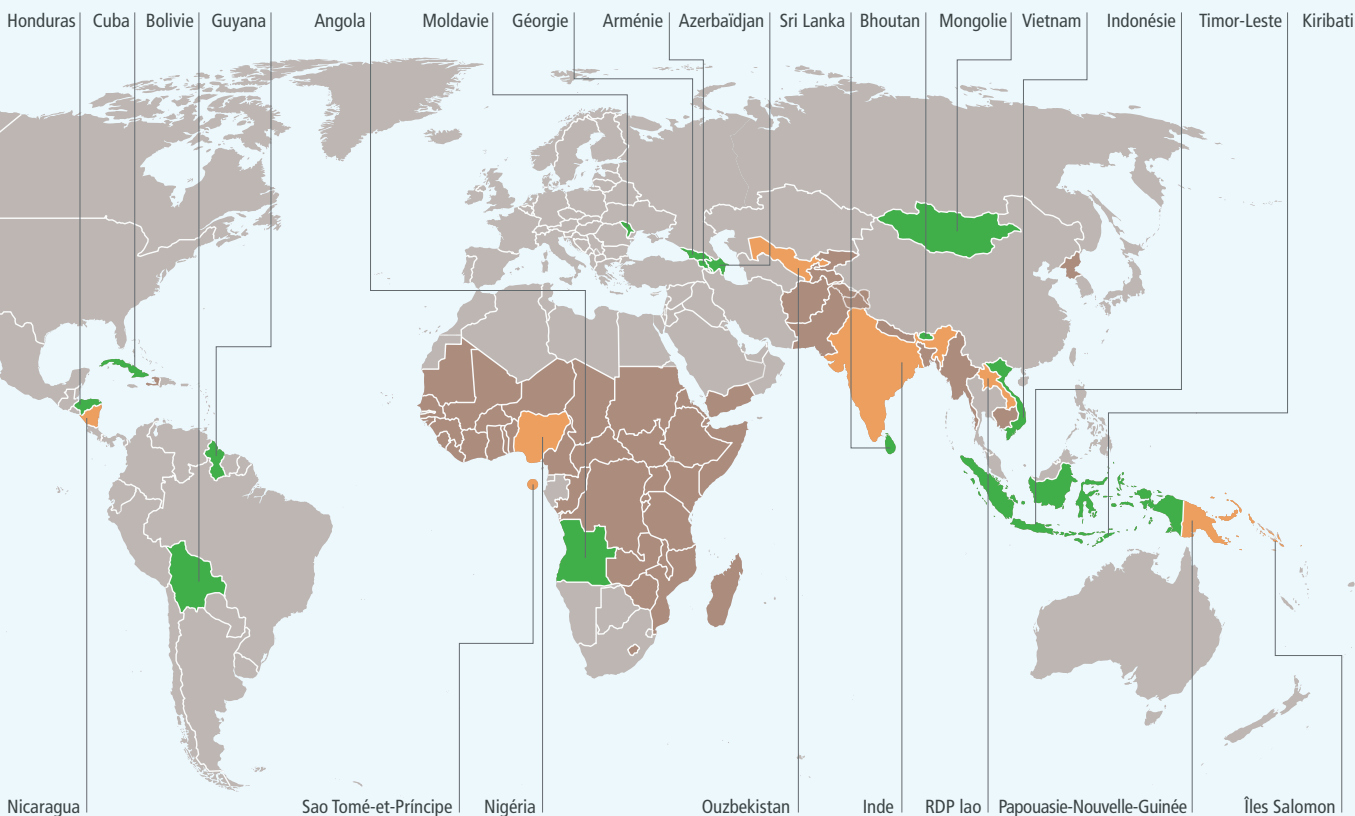 Honduras Cuba Bolivie Guyana Angola Moldavie Géorgie Arménie Azerbaïdjan Sri Lanka Bhoutan Mongolie Vietnam Indonésie Timor-Leste Kiribati
Nicaragua Sao Tomé-et-Príncipe Nigéria Ouzbekistan Inde RDP lao Papouasie-Nouvelle-Guinée Îles Salomon